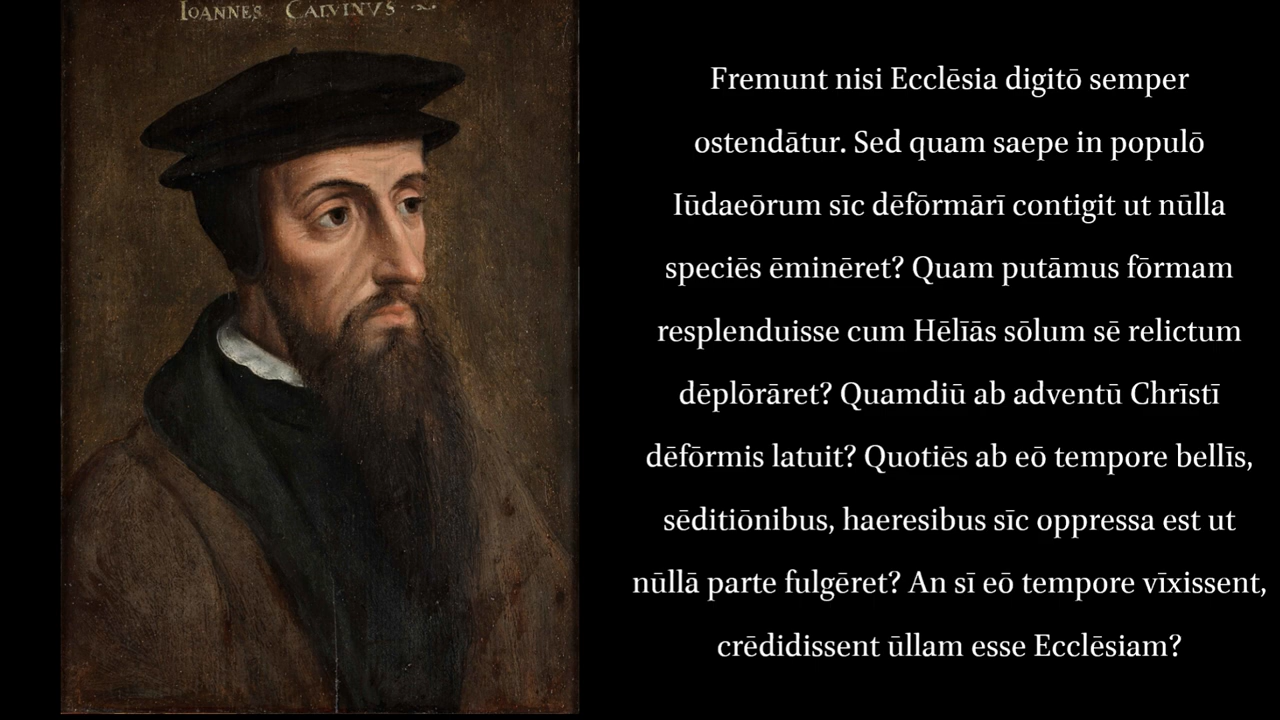 IOANNES CALVINVS
Fremunt nisi Ecclēsia digitō semper
ostendātur. Sed quam saepe in populō
Iūdaeōrum sīc dēfōrmārī contigit ut nūlla
speciēs ēminēret? Quam putāmus fōrmam
resplenduisse cum Hēlīās sōlum sē relictum
dēplōrāret? Quamdiū ab adventū Chrīstī
dēfōrmis latuit? Quotiēs ab eō tempore bellīs,
sēditiōnibus, haeresibus sīc oppressa est ut
nūllā parte fulgēret? An sī eō tempore vīxissent,
crēdidissent ūllam esse Ecclēsiam?